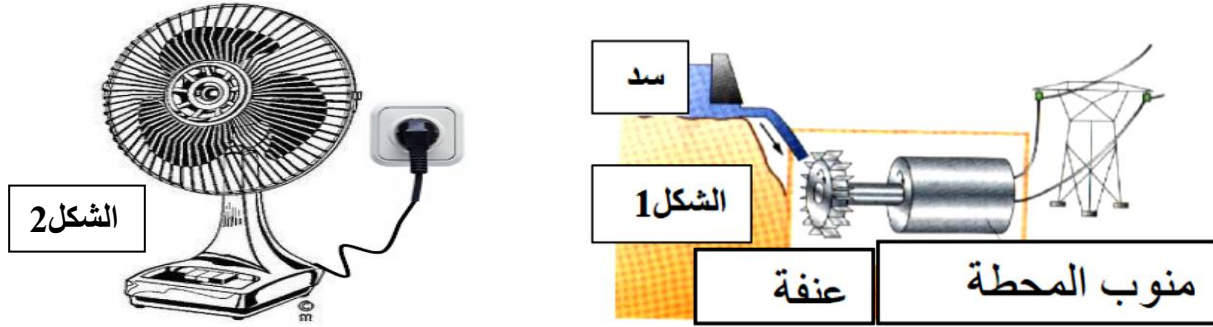 سد
الشكل1
عنفة
منوب المحطة
الشكل2
©
m